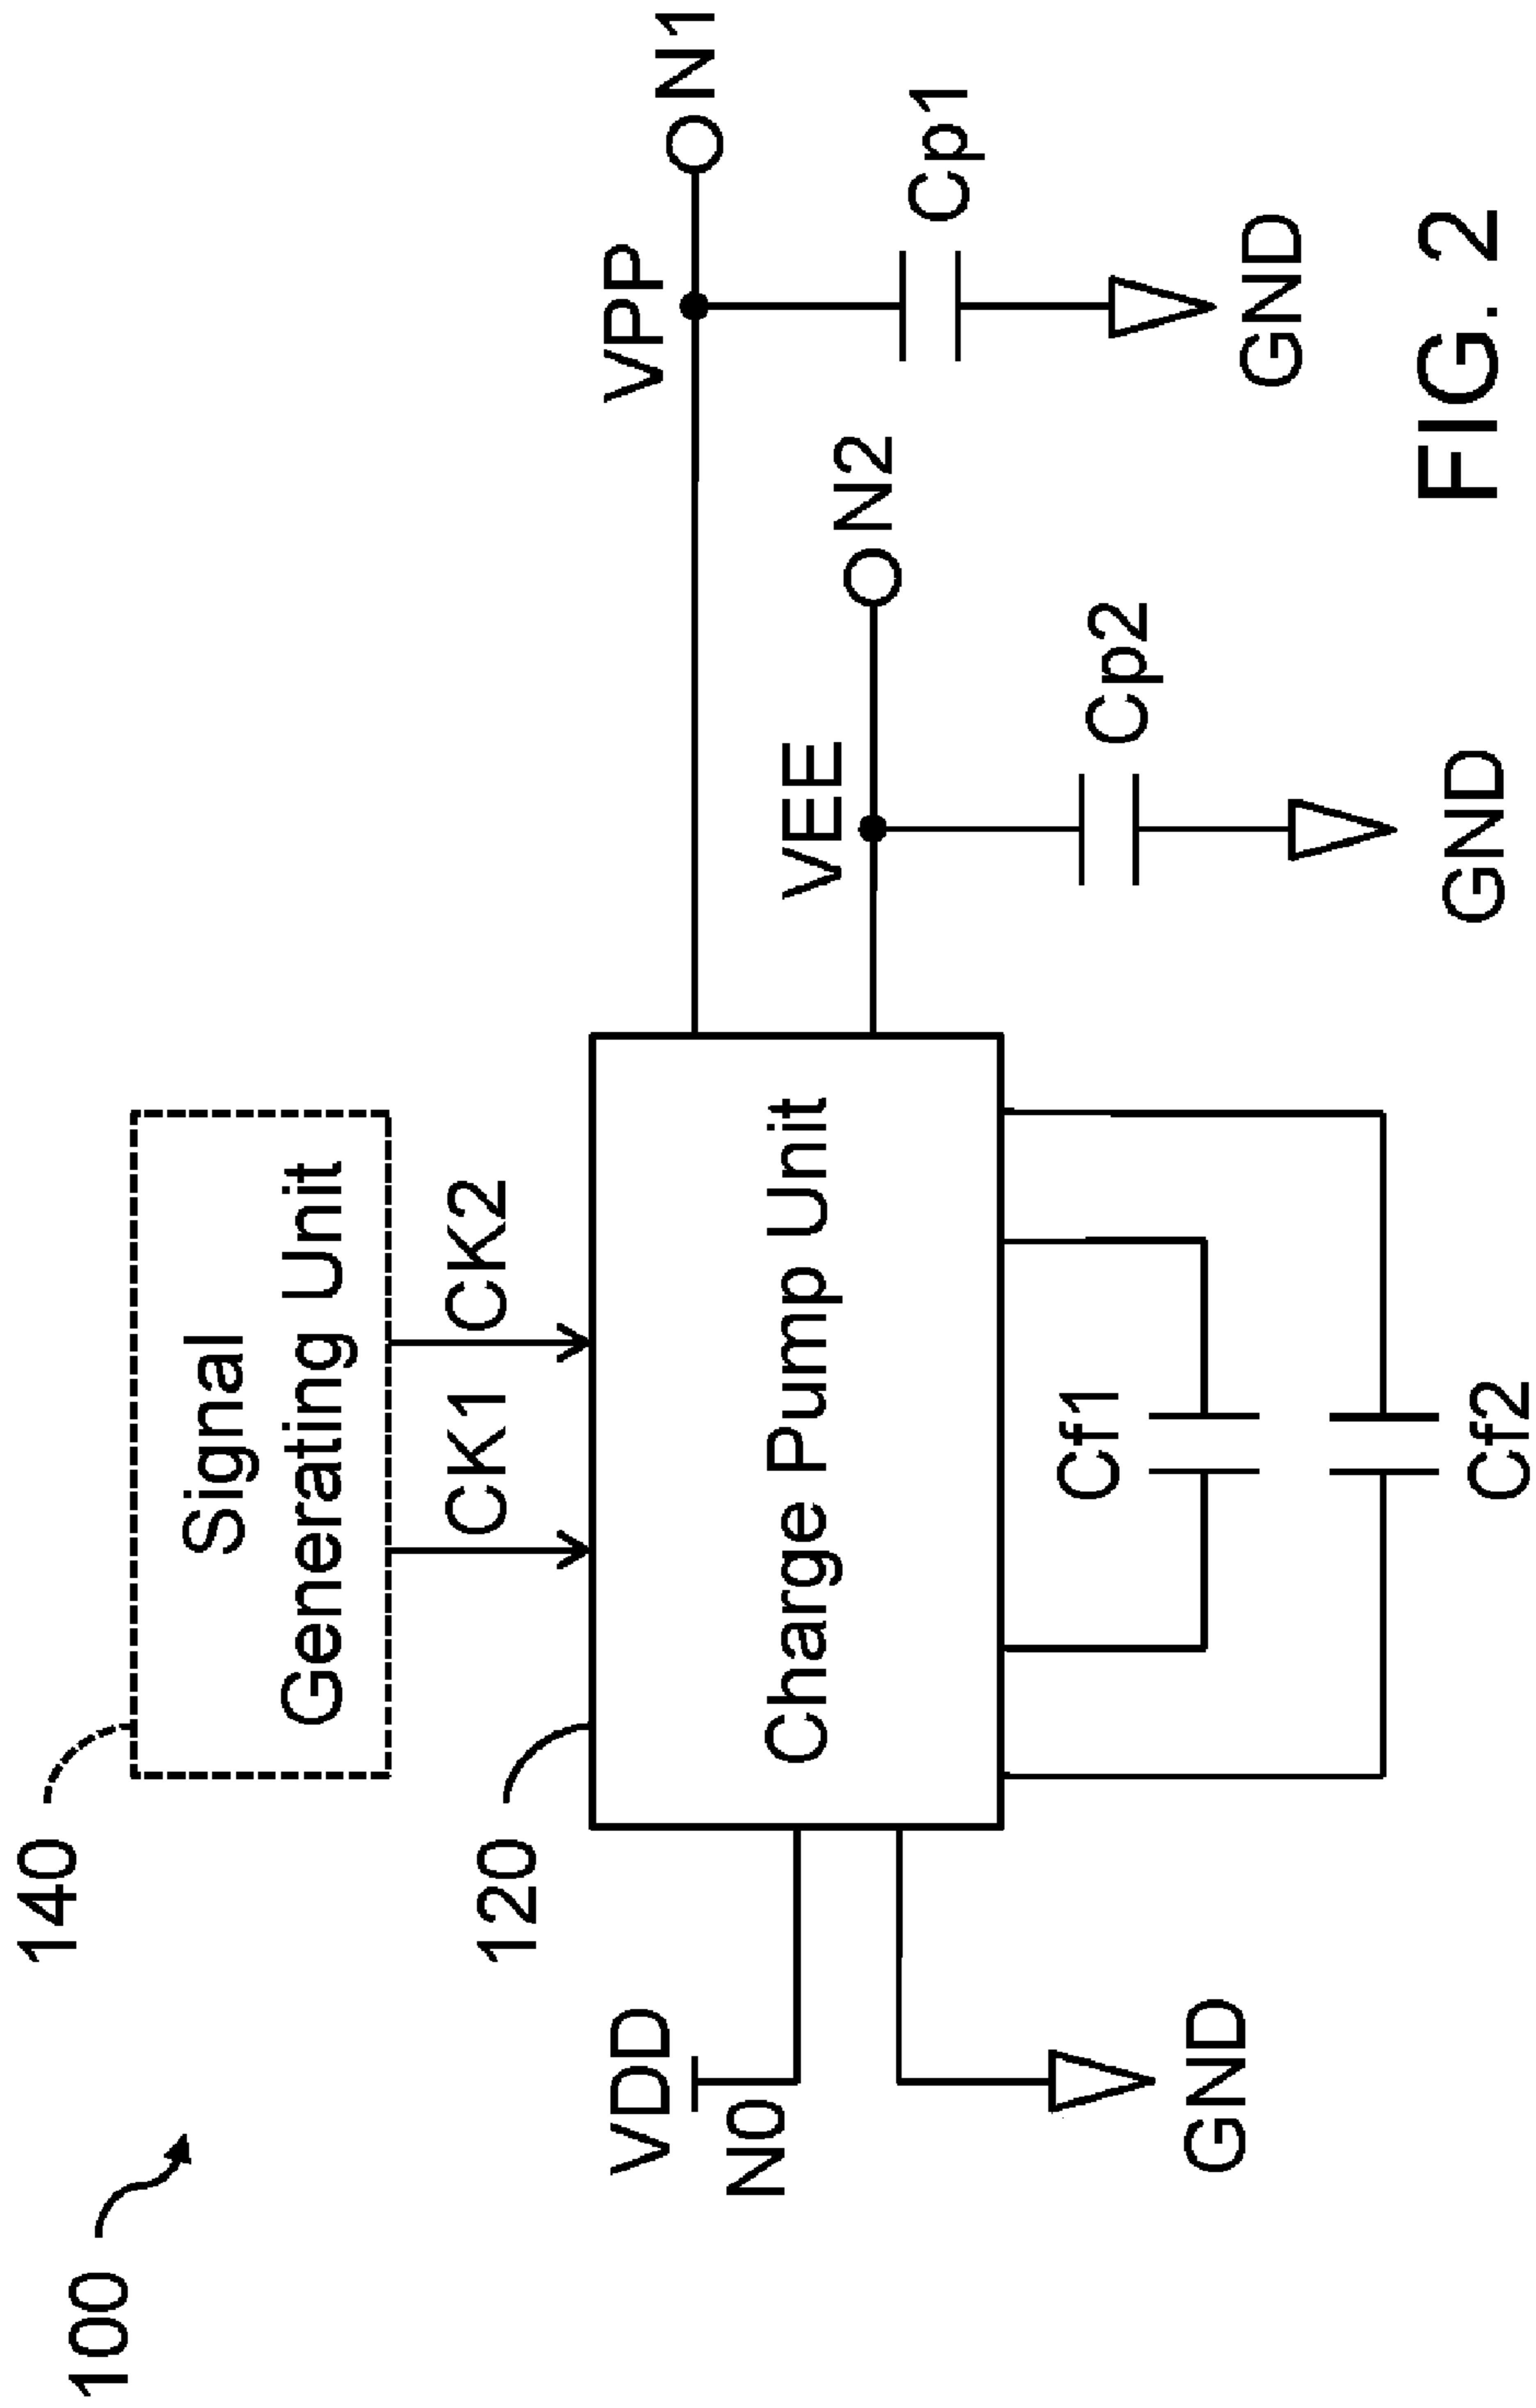 100
140
Signal
Generating Unit
CK1
CK2
120
VDD
N0
Charge Pump Unit
VPP
N1
VEE
N2
Cp1
Cp2
GND
Cf1
GND
Cf2
GND
FIG. 2